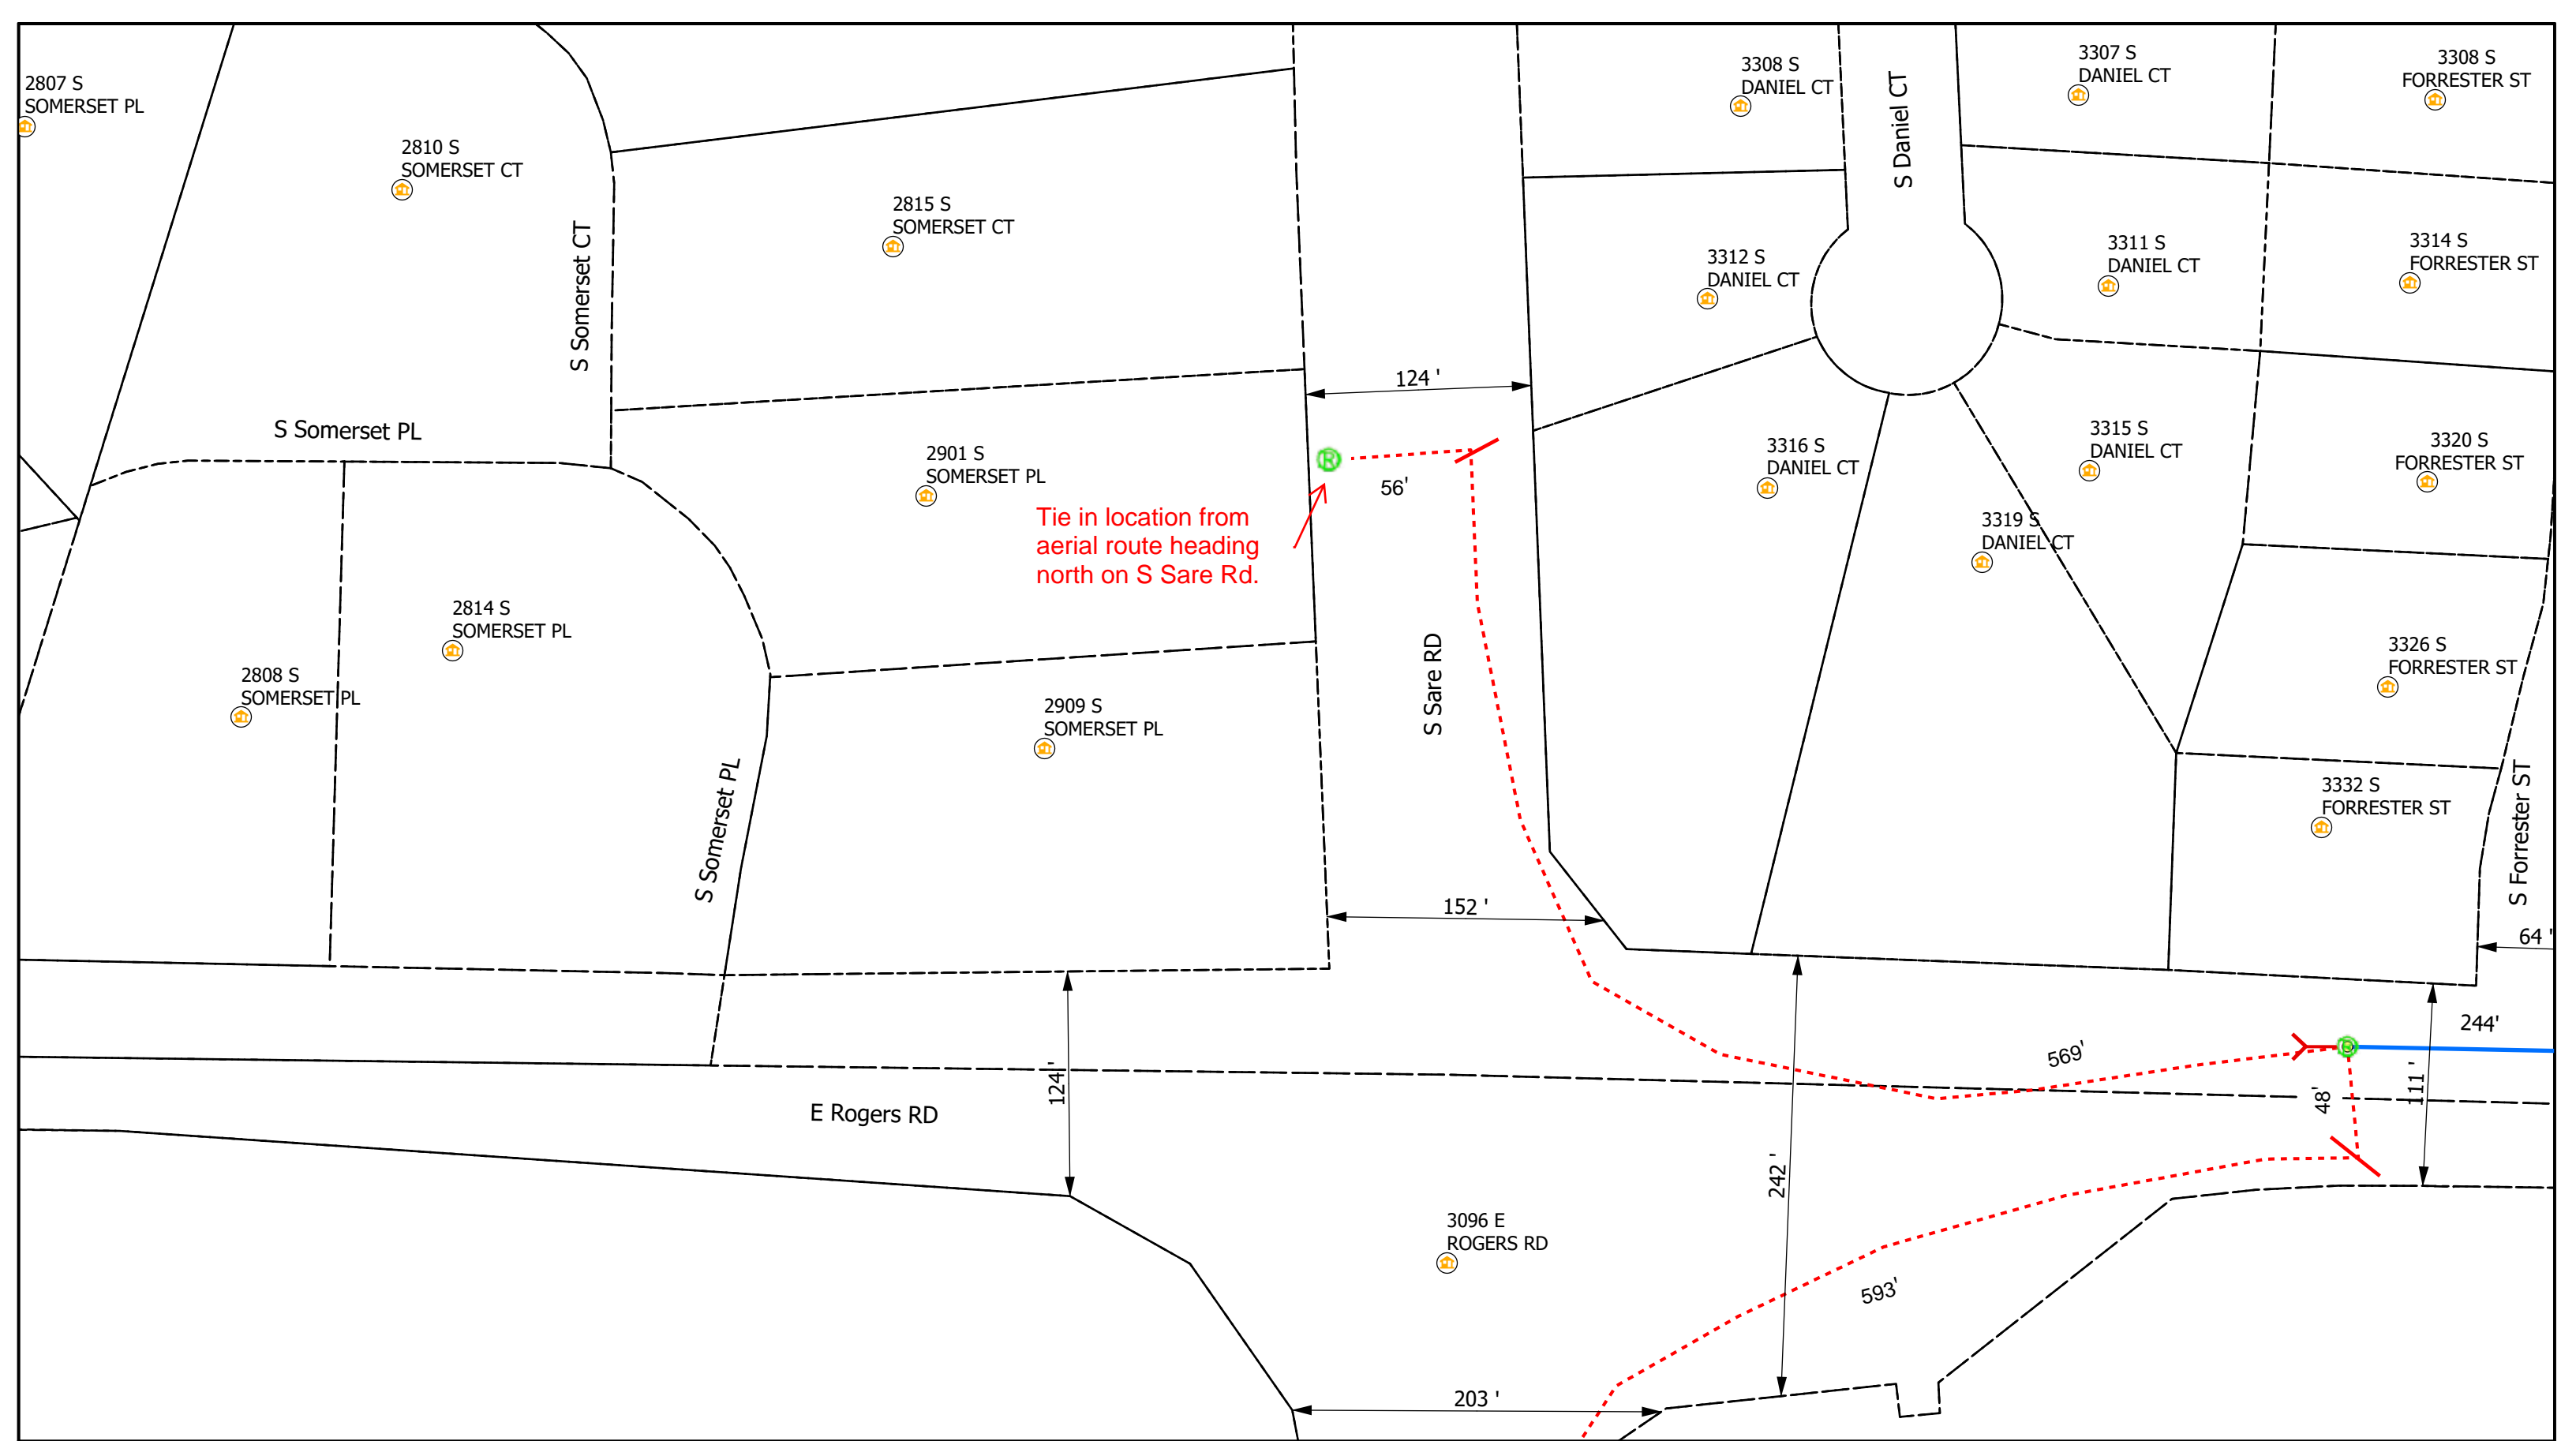 2807 S
SOMERSET PL
2810 S
SOMERSET CT
2815 S
SOMERSET CT
S Somerset CT
S Somerset PL
2901 S
SOMERSET PL
2814 S
SOMERSET PL
2808 S
SOMERSET PL
2909 S
SOMERSET PL
S Somerset PL
3308 S
DANIEL CT
S Daniel CT
3307 S
DANIEL CT
3308 S
FORRESTER ST
3312 S
DANIEL CT
3311 S
DANIEL CT
3314 S
FORRESTER ST
124 '
R
56'
Tie in location from
aerial route heading
north on S Sare Rd.
S Sare RD
3316 S
DANIEL CT
3315 S
DANIEL CT
3320 S
FORRESTER ST
3319 S
DANIEL CT
3326 S
FORRESTER ST
3332 S
FORRESTER ST
S Forrester ST
152 '
64 '
244'
569'
48'
111 '
124 '
E Rogers RD
242 '
3096 E
ROGERS RD
593'
203 '